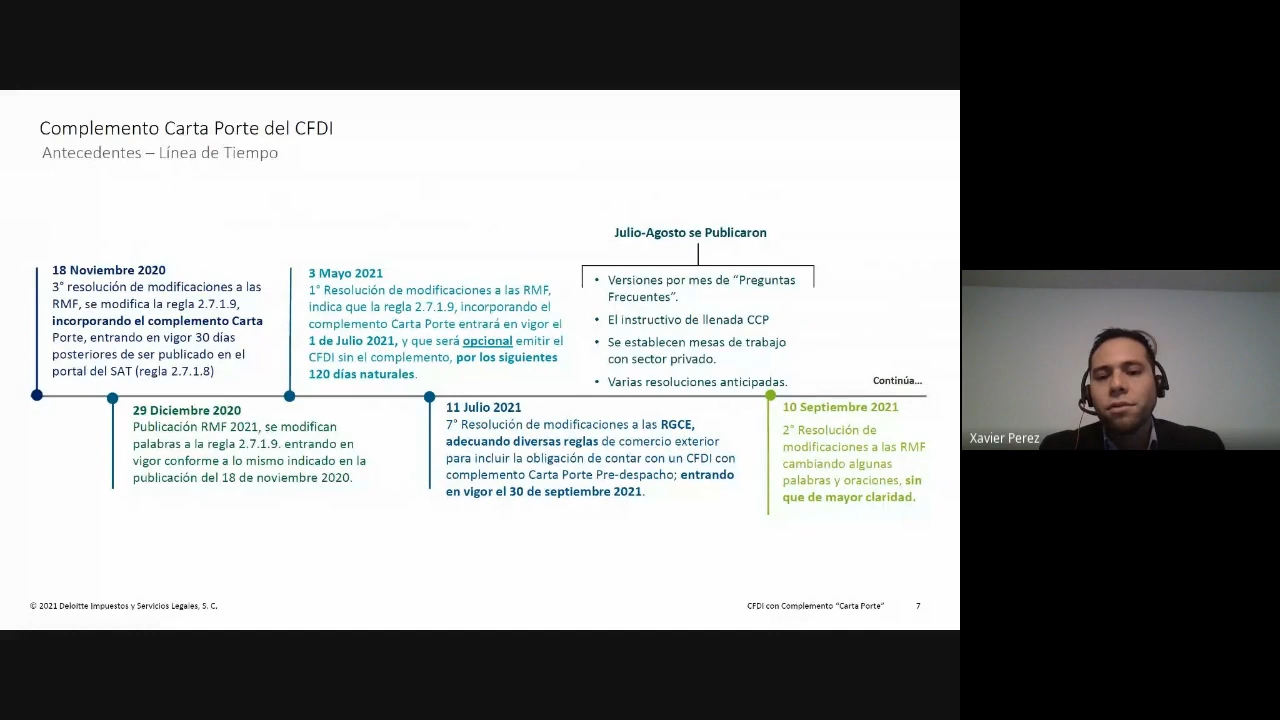 Complemento Carta Porte del CFDI
Antecedentes – Línea de Tiempo
18 Noviembre 2020
3° resolución de modificaciones a las
RMF, se modifica la regla 2.7.1.9,
incorporando el complemento Carta
Porte, entrando en vigor 30 días
posteriores de ser publicado en el
portal del SAT (regla 2.7.1.8)
29 Diciembre 2020
Publicación RMF 2021, se modifican
palabras a la regla 2.7.1.9. entrando en
vigor conforme a lo mismo indicado en la
publicación del 18 de noviembre 2020.
3 Mayo 2021
1° Resolución de modificaciones a las RMF,
indica que la regla 2.7.1.9, incorporando el
complemento Carta Porte entrará en vigor el
1 de Julio 2021, y que será opcional emitir el
CFDI sin el complemento, por los siguientes
120 días naturales.
11 Julio 2021
7° Resolución de modificaciones a las RGCE,
adecuando diversas reglas de comercio exterior
para incluir la obligación de contar con un CFDI con
complemento Carta Porte Pre-despacho; entrando
en vigor el 30 de septiembre 2021.
Julio-Agosto se Publicaron
• Versiones por mes de “Preguntas
Frecuentes”.
• El instructivo de llenada CCP
• Se establecen mesas de trabajo
con sector privado.
• Varias resoluciones anticipadas.
Continúa...
10 Septiembre 2021
2° Resolución de
modificaciones a las RMF
cambiando algunas
palabras y oraciones, sin
que de mayor claridad.
© 2021 Deloitte Impuestos y Servicios Legales, S. C.
CFDI con Complemento “Carta Porte”
7
Xavier Perez